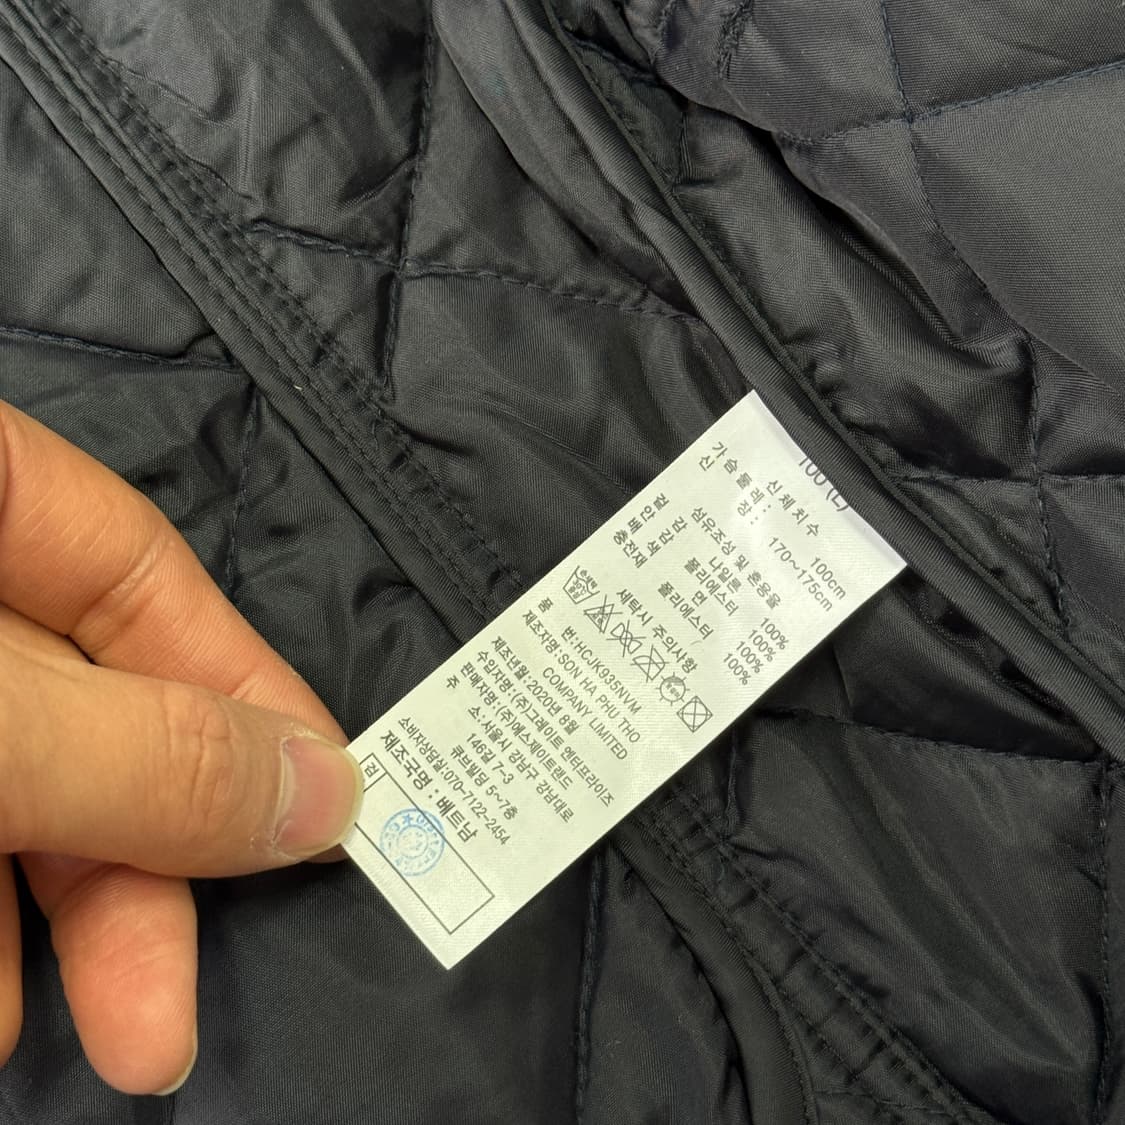 100 (L)
신체치수
가슴둘레 : 100cm
신 장 : 170~175cm
섬유조성 및 혼용율
겉 감 나일론 100%
안 감 폴리에스터 100%
배 색 면 100%
충전재 폴리에스터 100%
세탁시 주의사항
품 번:HCJK935NVM
제조자명:SON HA PHU THO
COMPANY LIMITED
제조년월:2020년 8월
수입자명:(주)그레이트 엔터프라이즈
판매자명:(주)에스제이트렌드
주 소:서울시 강남구 강남대로
146길 7-3
큐브빌딩 5~7층
소비자상담실:070-7122-2454
제조국명 : 베트남
검